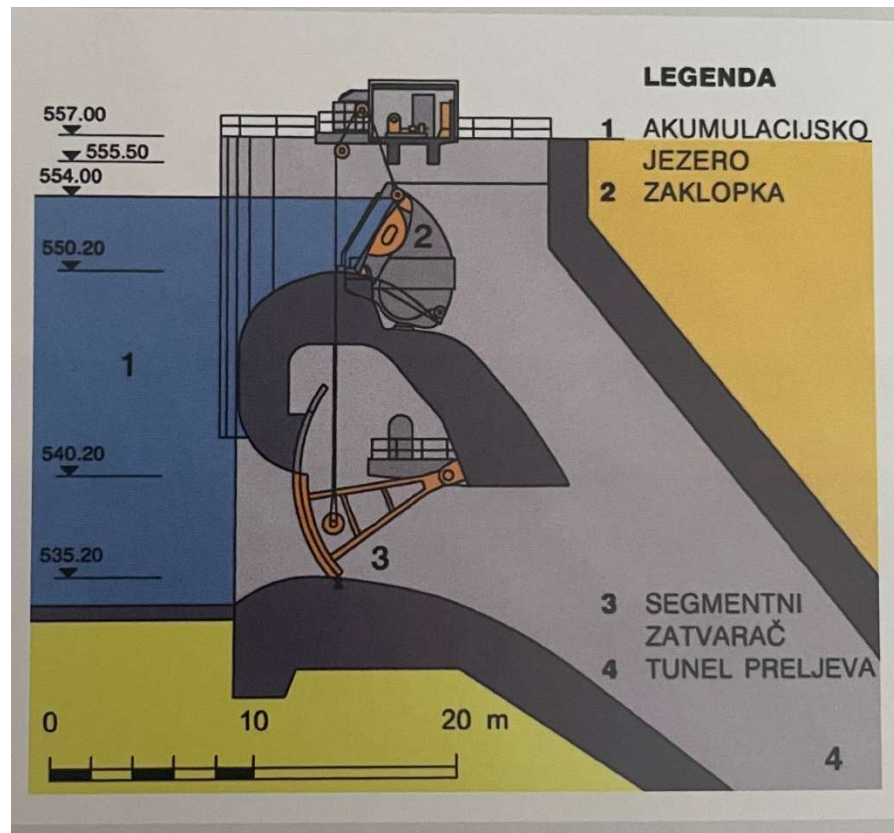 LEGENDA
1 AKUMULACIJSKO
JEZERO
2 ZAKLOPKA
557.00
555.50
554.00
550.20
540.20
535.20
1
2
3
3 SEGMENTNI
ZATVARAČ
4 TUNEL PRELJEVA
4
0 10 20 m